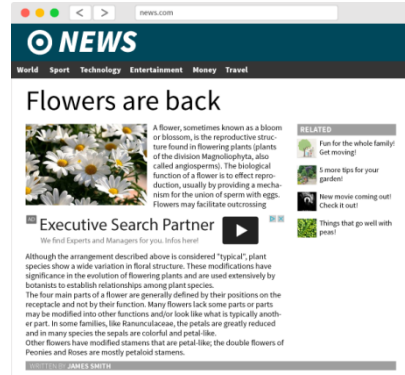 news.com
NEWS
World Sport Technology Entertainment Money Travel
Flowers are back
A flower, sometimes known as a bloom
or blossom, is the reproductive struc-
ture found in flowering plants (plants
of the division Magnoliophyta, also
called angiosperms). The biological
function of a flower is to effect repro-
duction, usually by providing a mecha-
nism for the union of sperm with eggs.
Flowers may facilitate outcrossing
RELATED
Fun for the whole family!
Get moving!
5 more tips for your
garden!
New movie coming out!
Check it out!
Things that go well with
peas!
AD
Executive Search Partner
We find Experts and Managers for you. Infos here!
Although the arrangement described above is considered "typical", plant
species show a wide variation in floral structure. These modifications have
significance in the evolution of flowering plants and are used extensively by
botanists to establish relationships among plant species.
The four main parts of a flower are generally defined by their positions on the
receptacle and not by their function. Many flowers lack some parts or parts
may be modified into other functions and/or look like what is typically anoth-
er part. In some families, like Ranunculaceae, the petals are greatly reduced
and in many species the sepals are colorful and petal-like.
Other flowers have modified stamens that are petal-like; the double flowers of
Peonies and Roses are mostly petaloid stamens.
WRITTEN BY JAMES SMITH